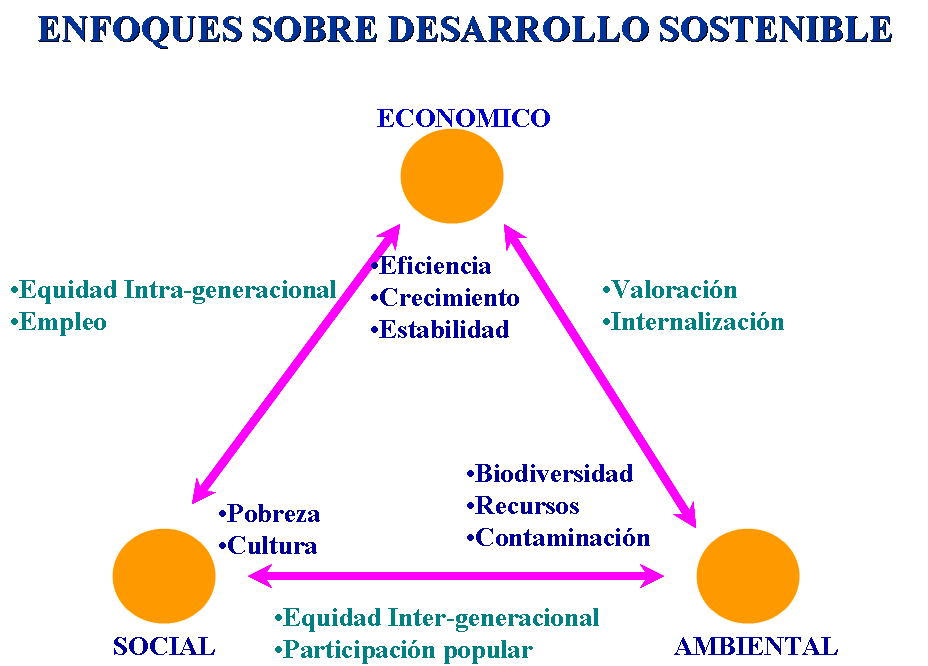 ENFOQUES SOBRE DESARROLLO SOSTENIBLE
ECONOMICO
•Eficiencia
•Crecimiento
•Estabilidad
•Equidad Intra-generacional
•Empleo
•Valoración
•Internalización
•Biodiversidad
•Recursos
•Contaminación
•Pobreza
•Cultura
•Equidad Inter-generacional
•Participación popular
SOCIAL
AMBIENTAL